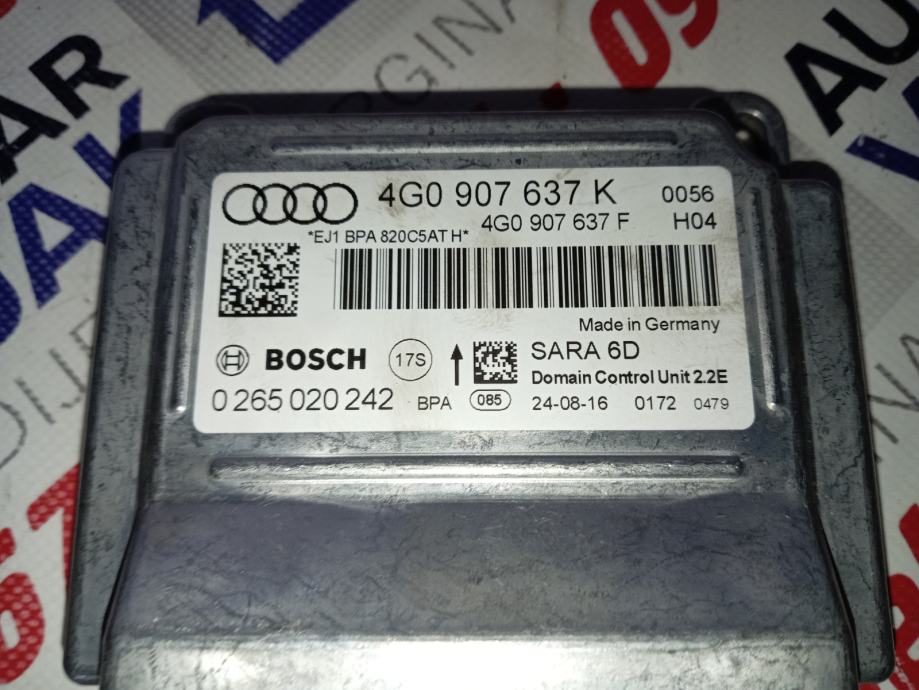 4G0 907 637 K 0056
4G0 907 637 F H04
*EJ1 BPA 820C5AT H*
Made in Germany
BOSCH 17S SARA 6D
Domain Control Unit 2.2E
0 265 020 242 BPA 085 24-08-16 0172 0479